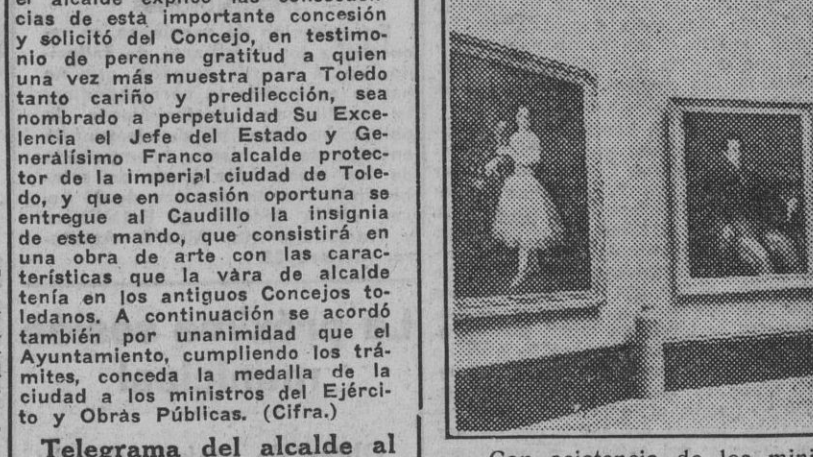 el alcalde explicó las consecuen-
cias de está importante concesión
y solicitó del Concejo, en testimo-
nio de perenne gratitud a quien
una vez más muestra para Toledo
tanto cariño y predilección, sea
nombrado a perpetuidad Su Exce-
lencia el Jefe del Estado y Ge-
neralísimo Franco alcalde protec-
tor de la imperial ciudad de Tole-
do, y que en ocasión oportuna se
entregue al Caudillo la insignia
de este mando, que consistirá en
una obra de arte con las carac-
terísticas que la vara de alcalde
tenía en los antiguos Concejos to-
ledanos. A continuación se acordó
también por unanimidad que el
Ayuntamiento, cumpliendo los trá-
mites, conceda la medalla de la
ciudad a los ministros del Ejérci-
to y Obras Públicas. (Cifra.)
Telegrama del alcalde al
Con asistencia de los mini